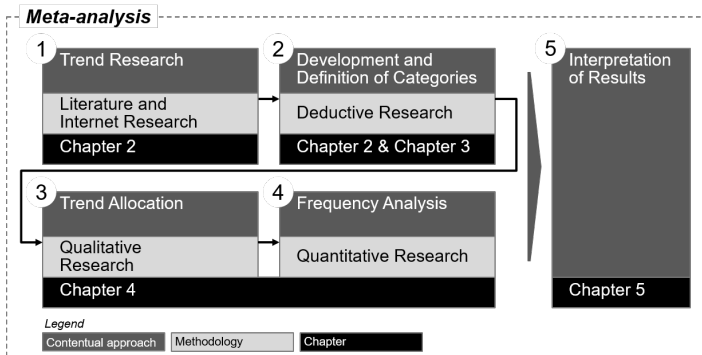 Meta-analysis
1
Trend Research
Literature and
Internet Research
Chapter 2
2
Development and
Definition of Categories
Deductive Research
Chapter 2 & Chapter 3
3
Trend Allocation
Qualitative
Research
4
Frequency Analysis
Quantitative Research
Chapter 4
5
Interpretation
of Results
Chapter 5
Legend
Contentual approach
Methodology
Chapter